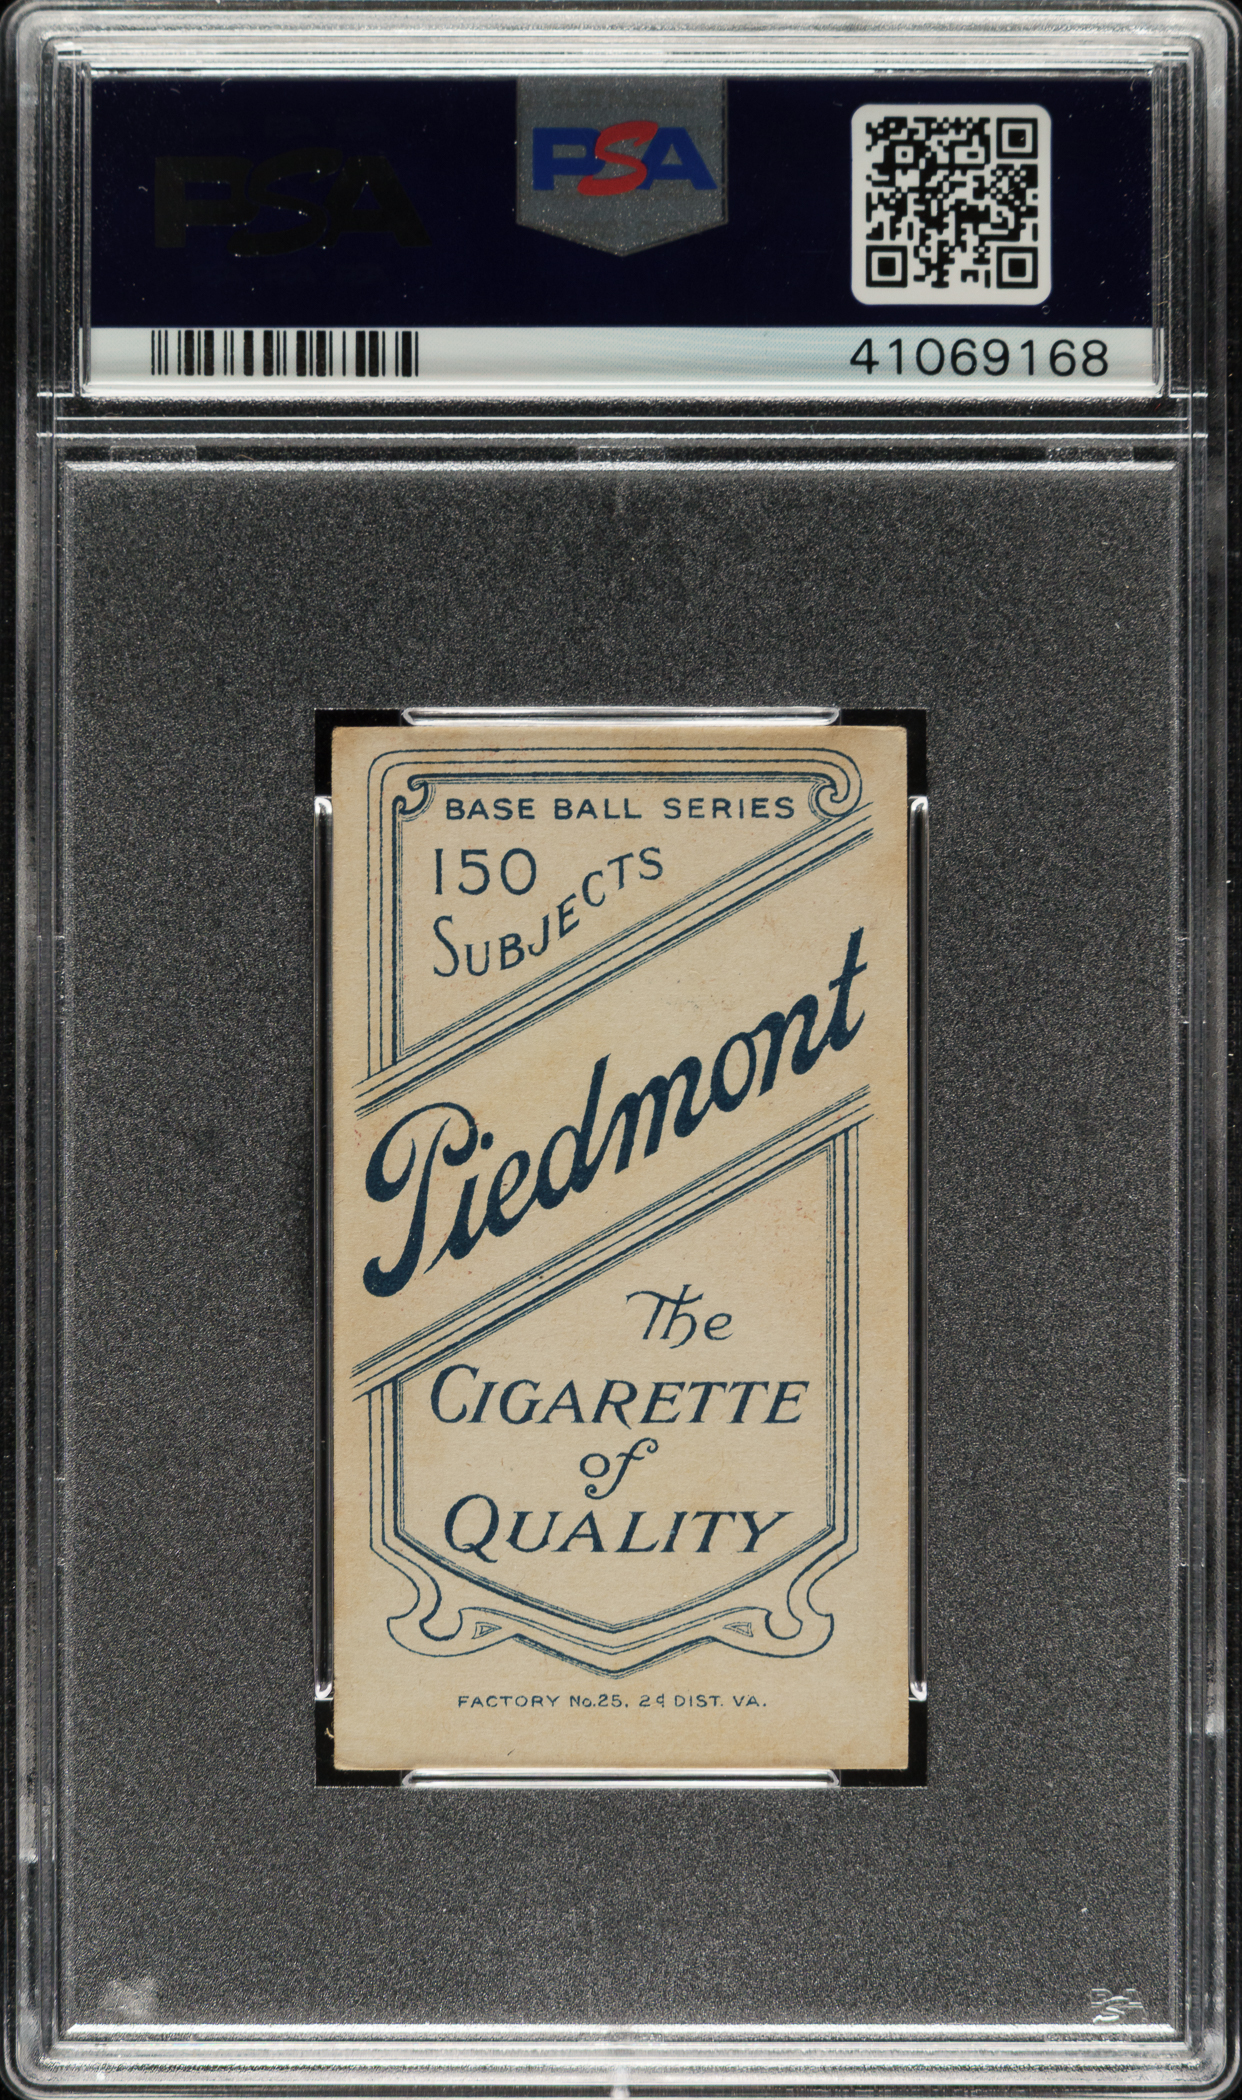 PSA
PSA
41069168
BASE BALL SERIES
150
SUBJECTS
Piedmont
The
CIGARETTE
of
QUALITY
FACTORY No.25, 2d DIST. VA.